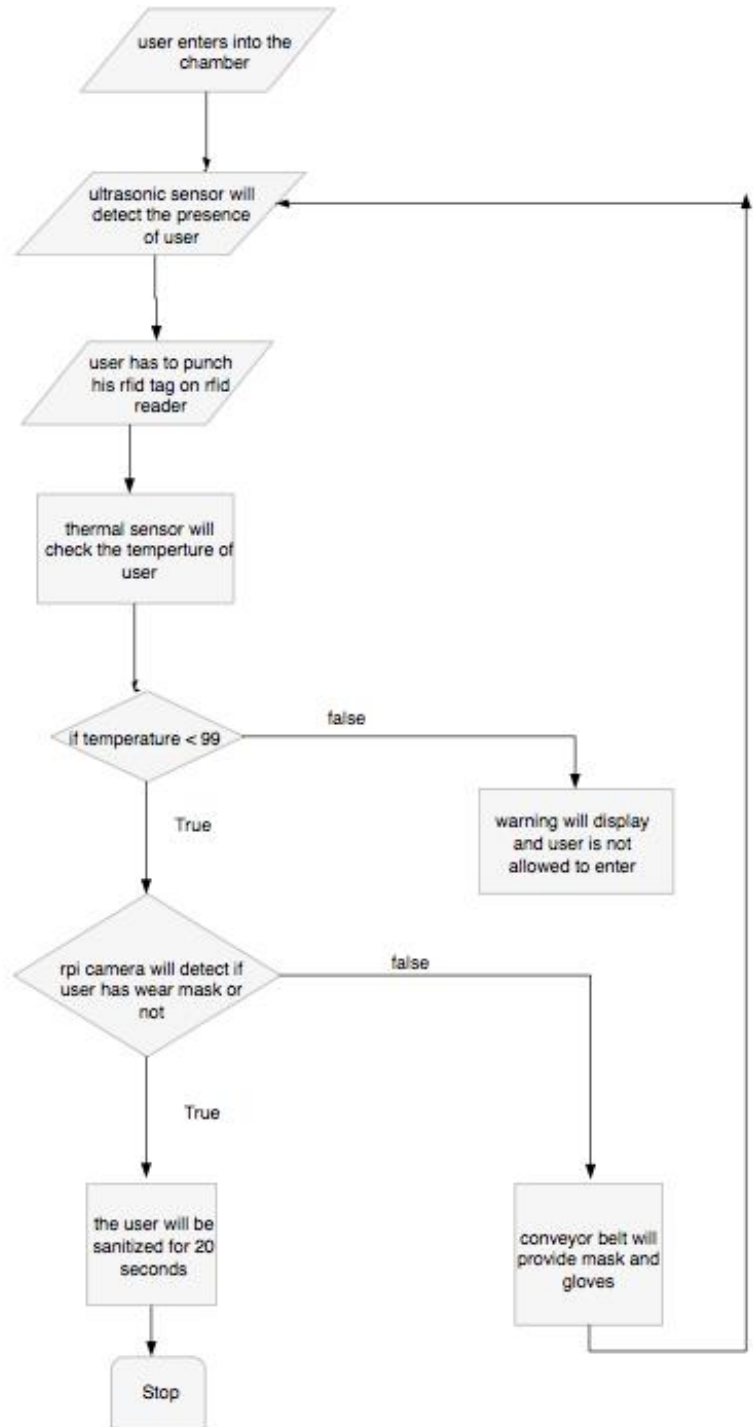 user enters into the
chamber
ultrasonic sensor will
detect the presence
of user
user has to punch
his rfid tag on rfid
reader
thermal sensor will
check the temperture of
user
if temperature < 99
false
True
warning will display
and user is not
allowed to enter
rpi camera will detect if
user has wear mask or
not
false
True
the user will be
sanitized for 20
seconds
conveyor belt will
provide mask and
gloves
Stop